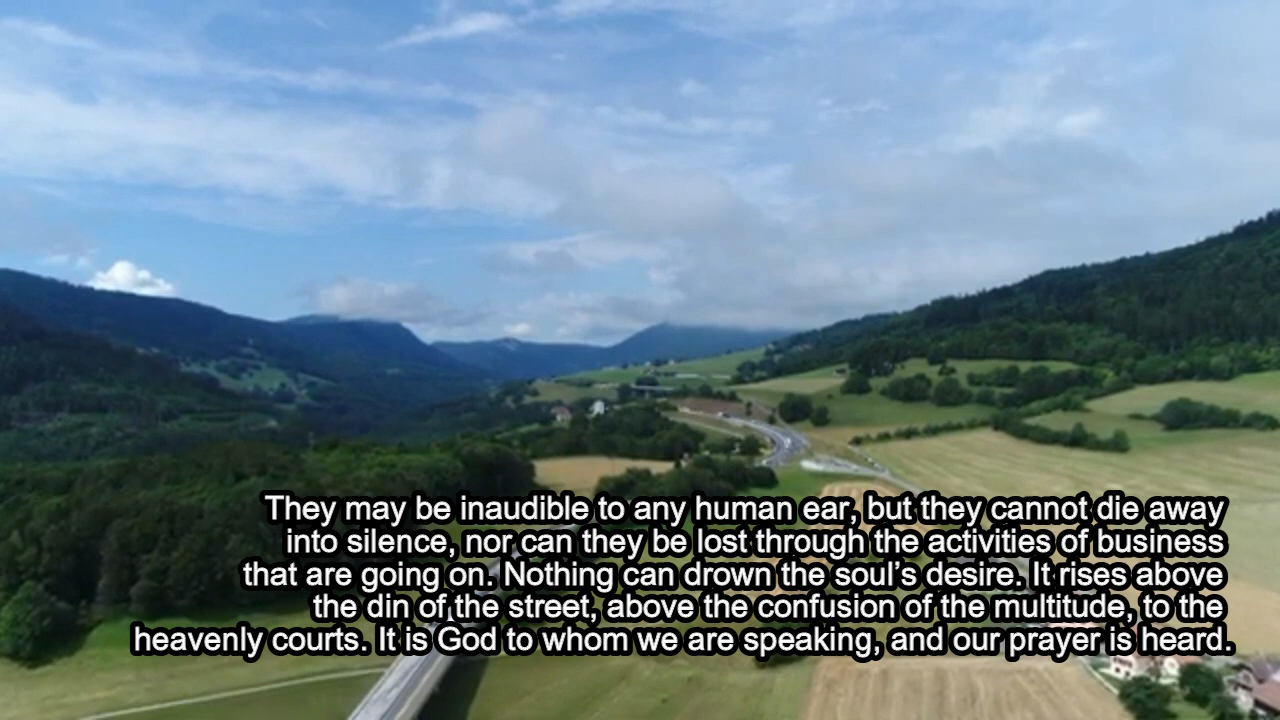 They may be inaudible to any human ear, but they cannot die away
into silence, nor can they be lost through the activities of business
that are going on. Nothing can drown the soul’s desire. It rises above
the din of the street, above the confusion of the multitude, to the
heavenly courts. It is God to whom we are speaking, and our prayer is heard.